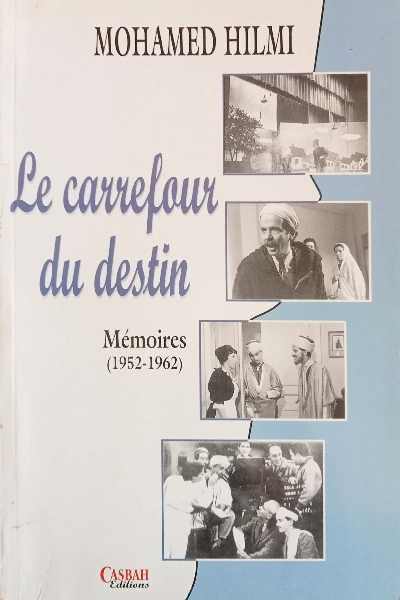 MOHAMED HILMI
Le carrefour
du destin
Mémoires
(1952-1962)
CASBAH
Editions